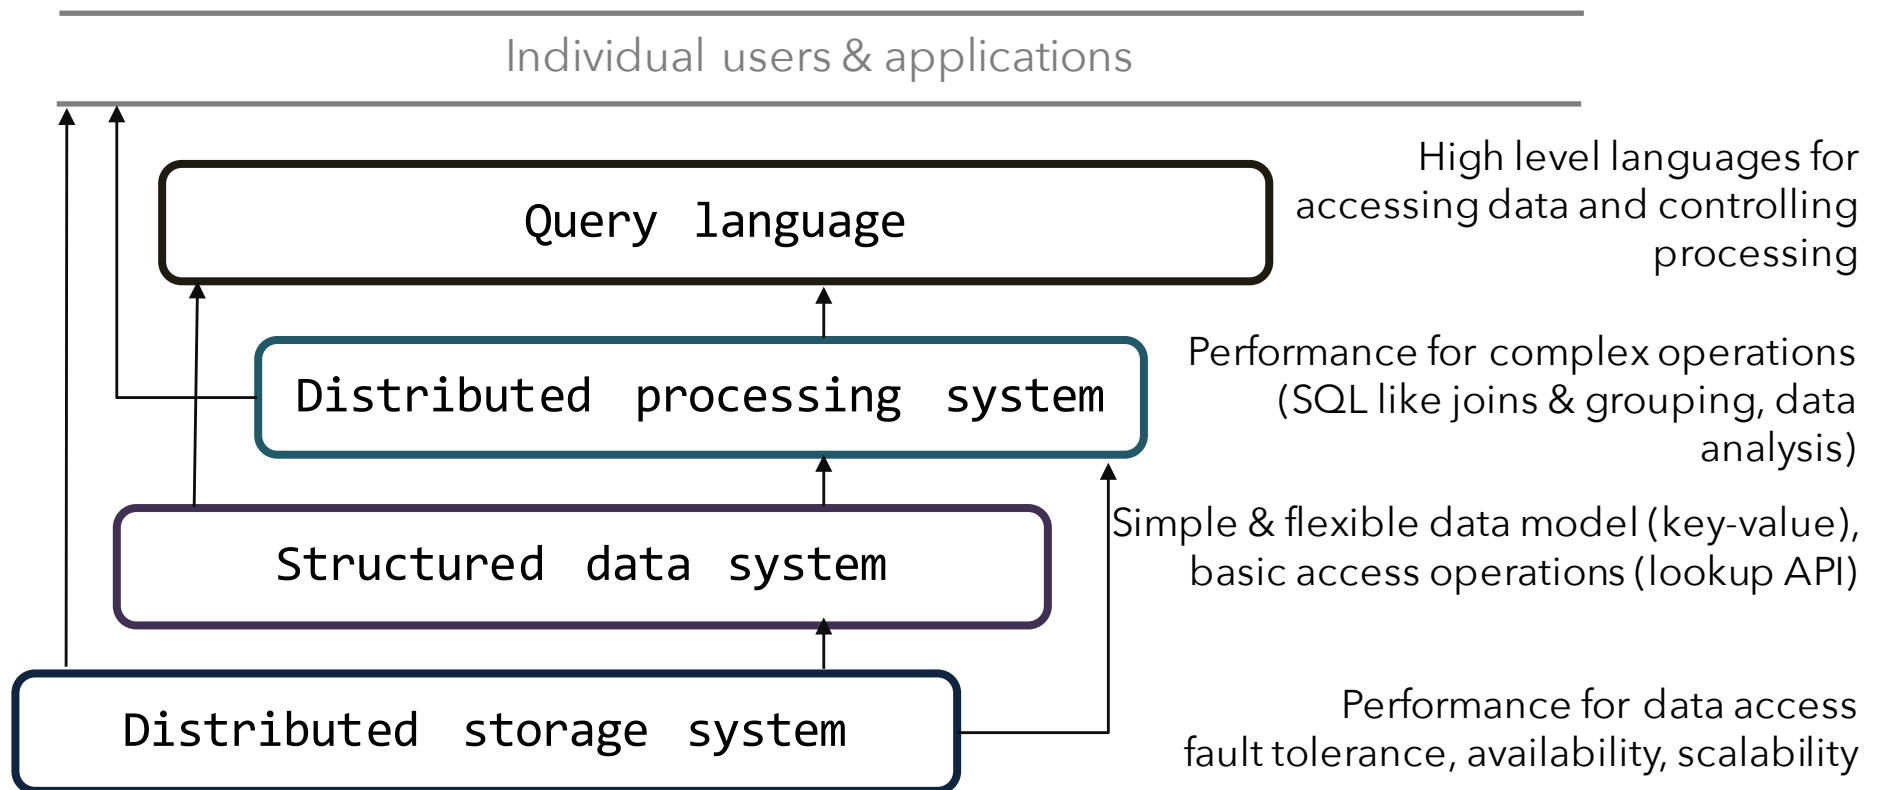 Individual users & applications
Query language
High level languages for
accessing data and controlling
processing
Distributed processing system
Performance for complex operations
(SQL like joins & grouping, data
analysis)
Structured data system
Simple & flexible data model (key-value),
basic access operations (lookup API)
Distributed storage system
Performance for data access
fault tolerance, availability, scalability